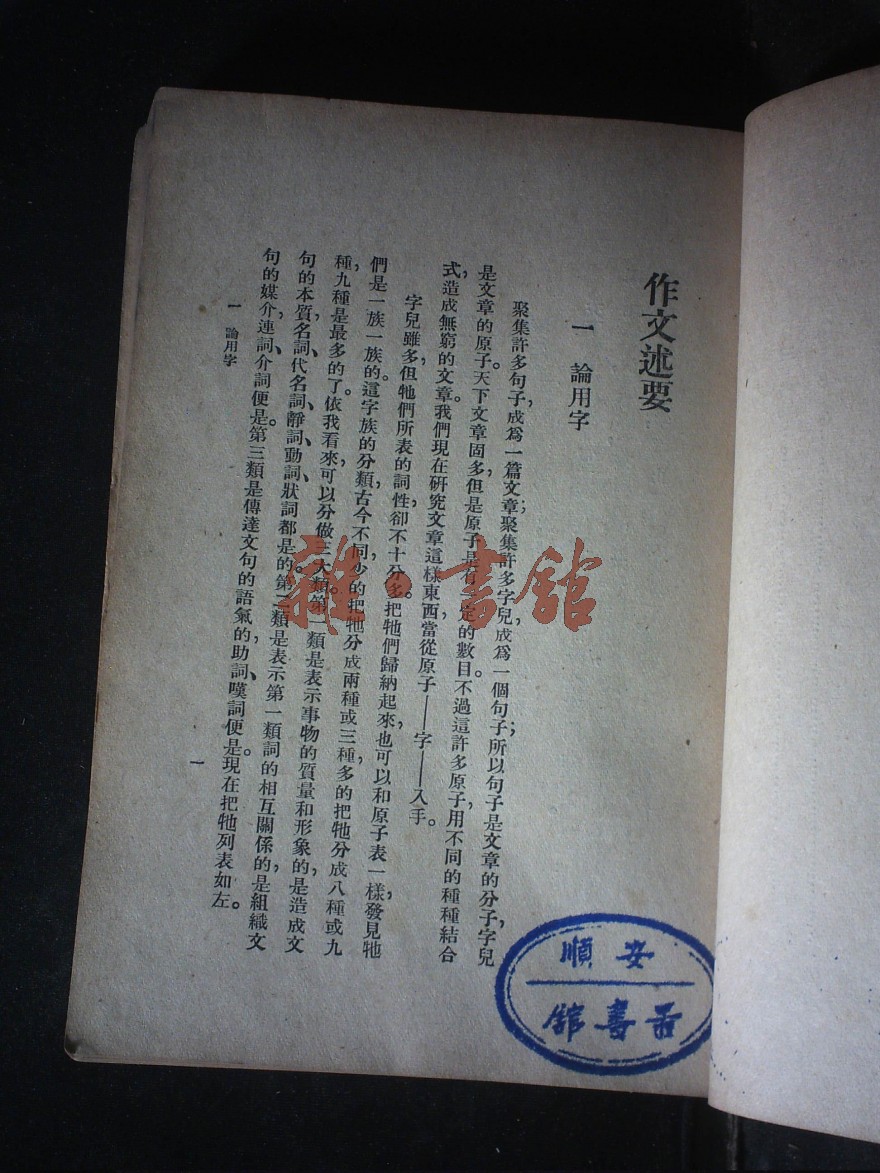 作文述要
一　論用字
聚集許多句子，成爲一篇文章；聚集許多字兒，成爲一個句子；所以句子是文章的分子，字兒
是文章的原子。天下文章固多，但是原子是有一定的數目。不過這許多原子，用不同的種種結合
式，造成無窮的文章。我們現在研究文章這樣東西，當從原子——字——入手。
字兒雖多，但牠們所表的詞性，卻不十分多。把牠們歸納起來，也可以和原子表一樣，發見牠
們是一族一族的。這字族的分類，古今不同，少的把牠分成兩種或三種，多的把牠分成八種或九
種，九種是最多的了。依我看來，可以分做三大類。第一類是表示事物的質量和形象的，是造成文
句的本質，名詞、代名詞、靜詞、動詞、狀詞都是的。第二類是表示第一類詞的相互關係的，是組織文
句的媒介，連詞、介詞便是。第三類是傳達文句的語氣的，助詞、嘆詞便是。現在把牠列表如左。
一　論用字
一
雜·書館
安順
書館